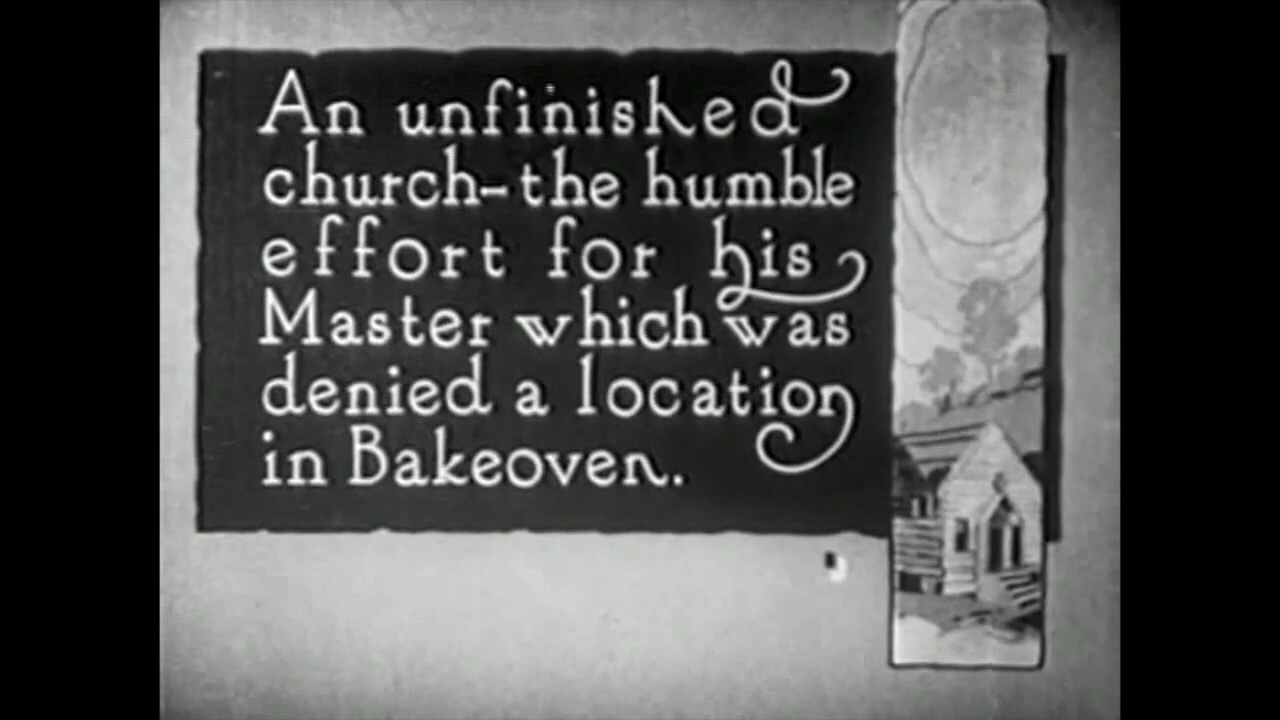 An unfinished
church-the humble
effort for his
Master which was
denied a location
in Bakeoven.